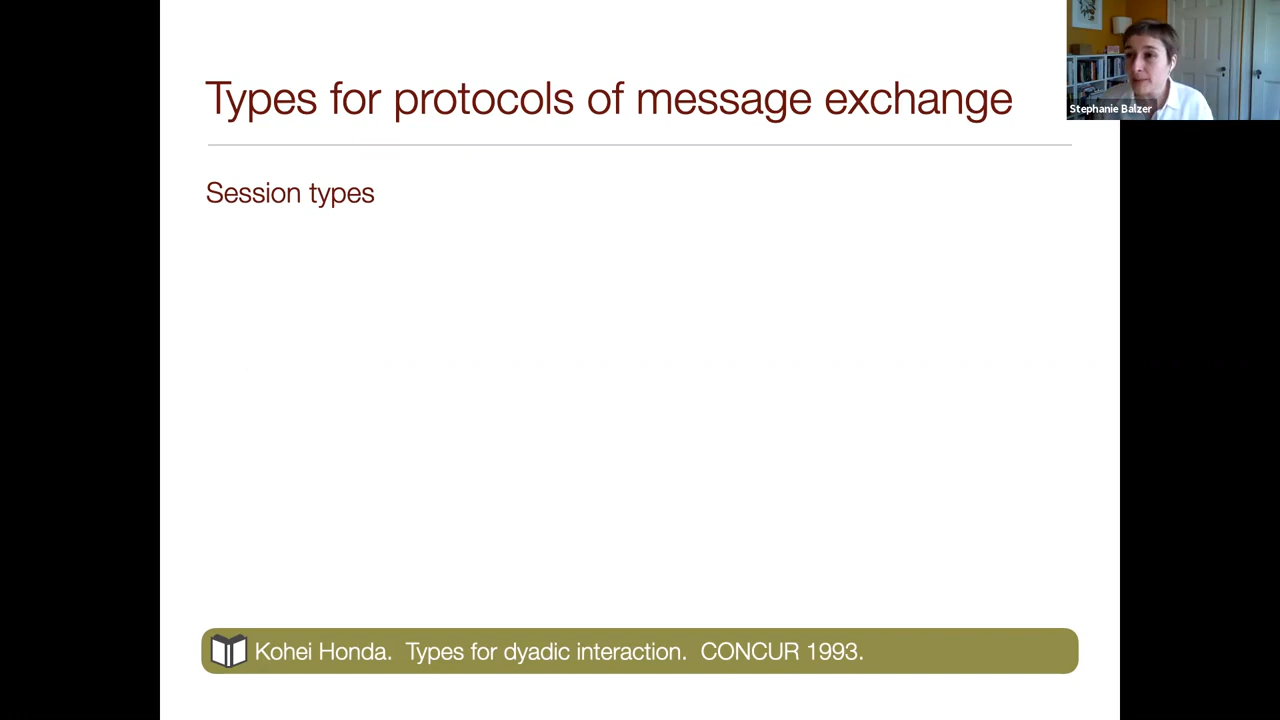 Types for protocols of message exchange
Stephanie Balzer
Session types
Kohei Honda. Types for dyadic interaction. CONCUR 1993.